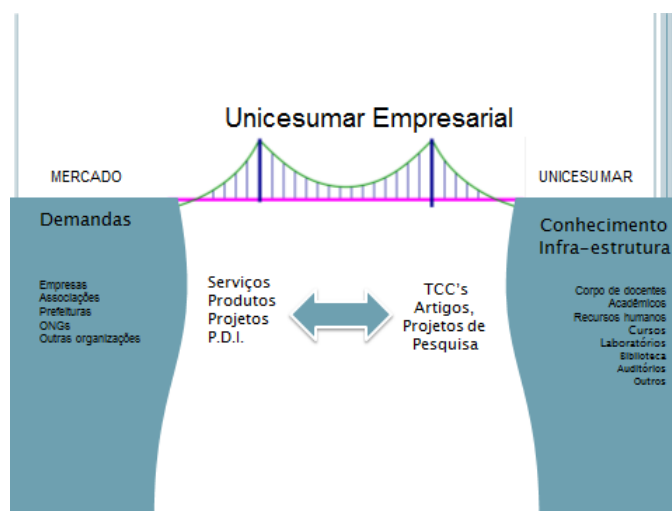 Unicesumar Empresarial
MERCADO
UNICESUMAR
Demandas
Empresas
Associações
Prefeituras
ONGs
Outras organizações
Serviços
Produtos
Projetos
P.D.I.
TCC's
Artigos,
Projetos de
Pesquisa
Conhecimento
Infra-estrutura
Corpo de docentes
Acadêmicos
Recursos humanos
Cursos
Laboratórios
Biblioteca
Auditórios
Outros